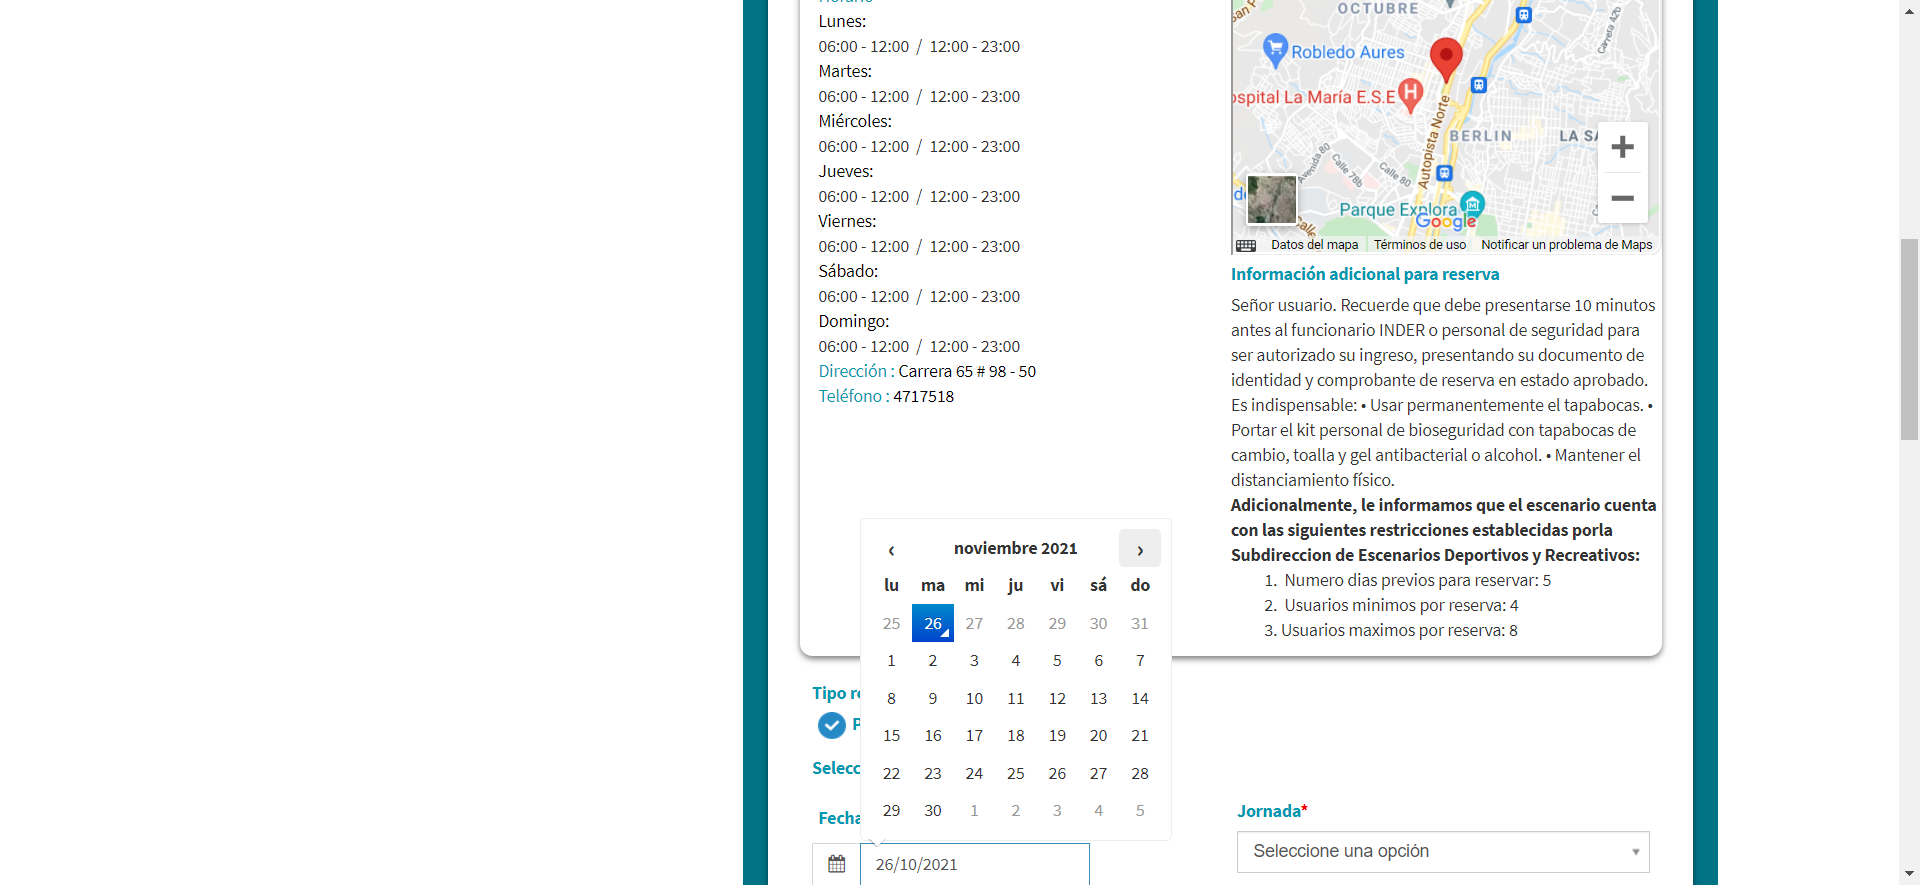 Horario
Lunes:
06:00 - 12:00 / 12:00 - 23:00
Martes:
06:00 - 12:00 / 12:00 - 23:00
Miércoles:
06:00 - 12:00 / 12:00 - 23:00
Jueves:
06:00 - 12:00 / 12:00 - 23:00
Viernes:
06:00 - 12:00 / 12:00 - 23:00
Sábado:
06:00 - 12:00 / 12:00 - 23:00
Domingo:
06:00 - 12:00 / 12:00 - 23:00
Dirección : Carrera 65 # 98 - 50
Teléfono : 4717518
OCTUBRE
Carrera 42b
Robledo Aures
ospital La María E.S.E
H
Autopista Norte
BERLIN
LA SA
Avenida 80
Calle 78b
Calle 80
Parque Explora
Calle
Google
Datos del mapa
Términos de uso
Notificar un problema de Maps
Información adicional para reserva
Señor usuario. Recuerde que debe presentarse 10 minutos
antes al funcionario INDER o personal de seguridad para
ser autorizado su ingreso, presentando su documento de
identidad y comprobante de reserva en estado aprobado.
Es indispensable: • Usar permanentemente el tapabocas. •
Portar el kit personal de bioseguridad con tapabocas de
cambio, toalla y gel antibacterial o alcohol. • Mantener el
distanciamiento físico.
Adicionalmente, le informamos que el escenario cuenta
con las siguientes restricciones establecidas porla
Subdireccion de Escenarios Deportivos y Recreativos:
1. Numero dias previos para reservar: 5
2. Usuarios minimos por reserva: 4
3. Usuarios maximos por reserva: 8
‹ noviembre 2021 ›
lu ma mi ju vi sá do
25 26 27 28 29 30 31
1 2 3 4 5 6 7
8 9 10 11 12 13 14
15 16 17 18 19 20 21
22 23 24 25 26 27 28
29 30 1 2 3 4 5
Tipo re
P
Selecc
Fecha
26/10/2021
Jornada*
Seleccione una opción